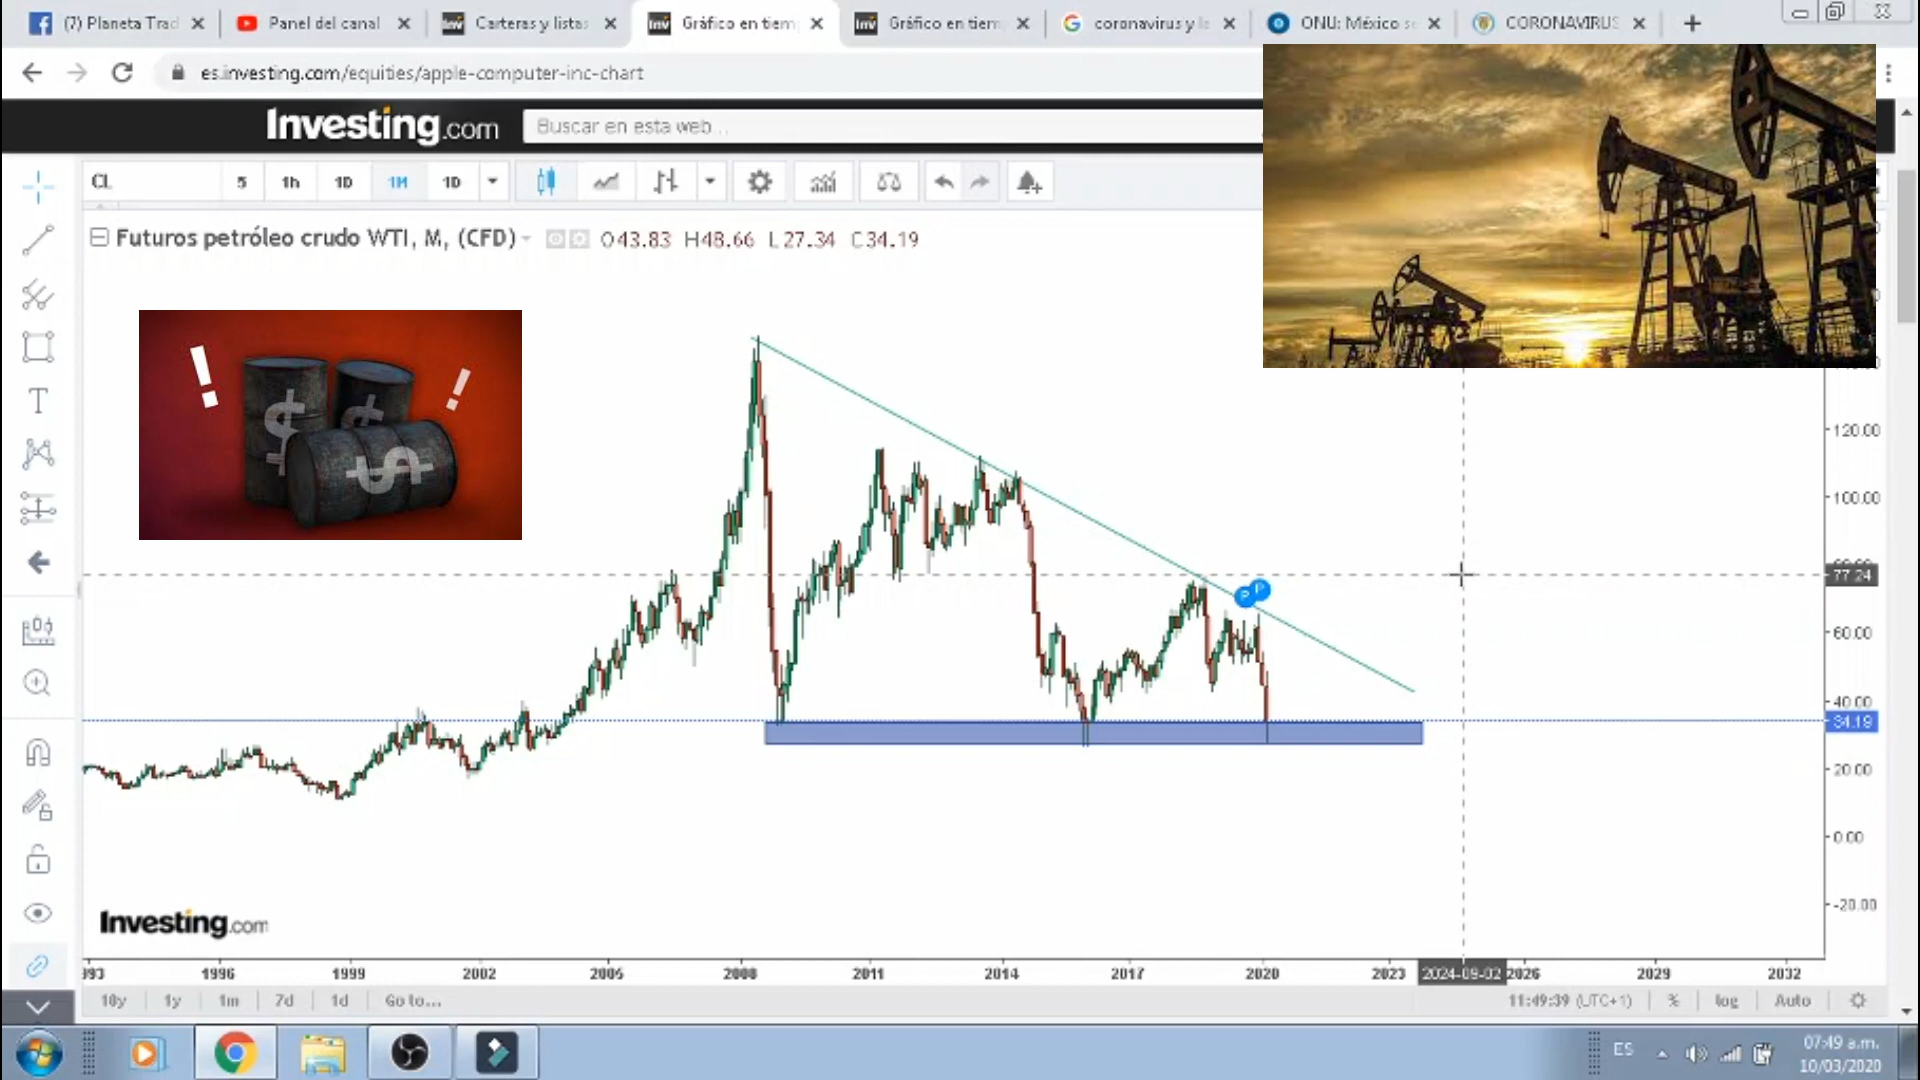 (7) Planeta Trad
Panel del canal
Carteras y listas
Gráfico en tiem
Gráfico en tiem
coronavirus y l
ONU: México se
CORONAVIRUS
es.investing.com/equities/apple-computer-inc-chart
Investing.com
Buscar en esta web...
CL
5
1h
1D
1M
1D
Futuros petróleo crudo WTI, M, (CFD)
O43.83 H48.66 L27.34 C34.19
! $ $ $ !
P P
120.00
100.00
77.24
60.00
40.00
34.19
20.00
0.00
-20.00
Investing.com
1996 1999 2002 2005 2008 2011 2014 2017 2020 2023 2024-09-02 2026 2029 2032
10y 1y 1m 7d 1d Go to...
11:49:39 (UTC+1) % log Auto
ES
07:49 a.m.
10/03/2020